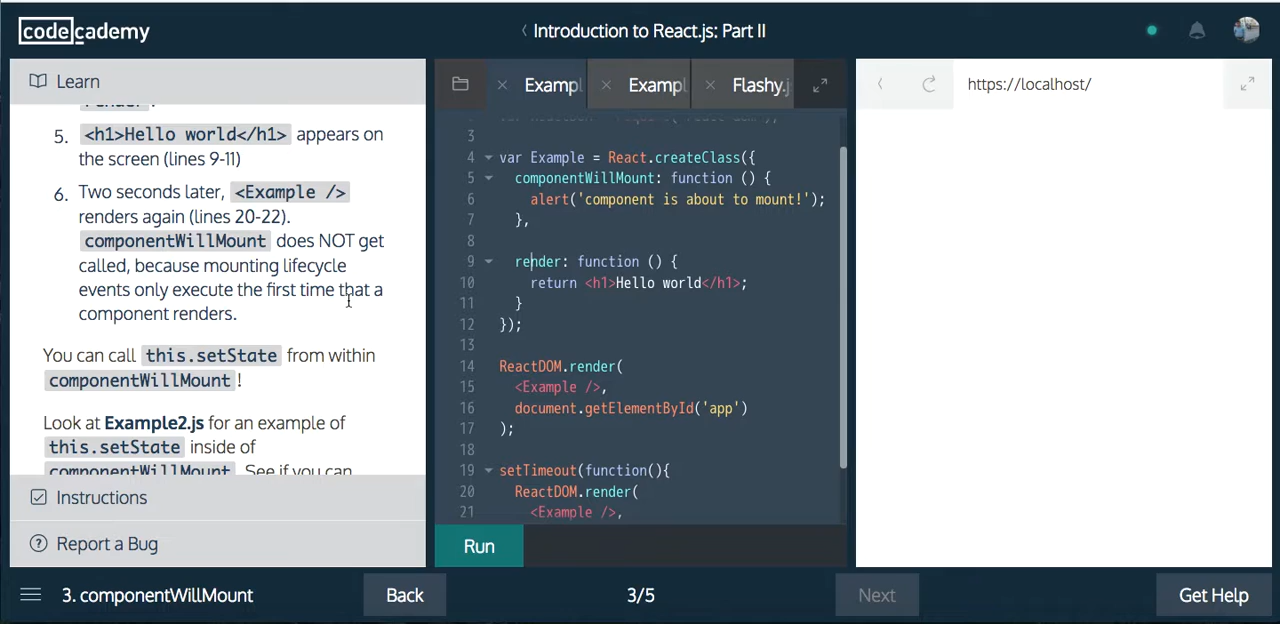 codecademy
Introduction to React.js: Part II
Learn
render .
5. <h1>Hello world</h1> appears on
the screen (lines 9-11)
6. Two seconds later, <Example />
renders again (lines 20-22).
componentWillMount does NOT get
called, because mounting lifecycle
events only execute the first time that a
component renders.
You can call this.setState from within
componentWillMount !
Look at Example2.js for an example of
this.setState inside of
componentWillMount. See if you can
Instructions
Report a Bug
Exampl
Exampl
Flashy.j
3
4 var Example = React.createClass({
5 componentWillMount: function () {
6 alert('component is about to mount!');
7 },
8
9 render: function () {
10 return <h1>Hello world</h1>;
11 }
12 });
13
14 ReactDOM.render(
15 <Example />,
16 document.getElementById('app')
17 );
18
19 setTimeout(function(){
20 ReactDOM.render(
21 <Example />,
Run
https://localhost/
3. componentWillMount
Back
3/5
Next
Get Help